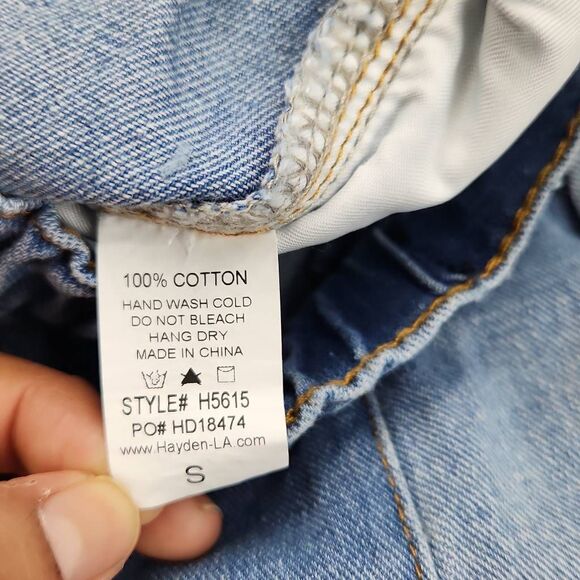 100% COTTON
HAND WASH COLD
DO NOT BLEACH
HANG DRY
MADE IN CHINA
STYLE# H5615
PO# HD18474
www.Hayden-LA.com
S